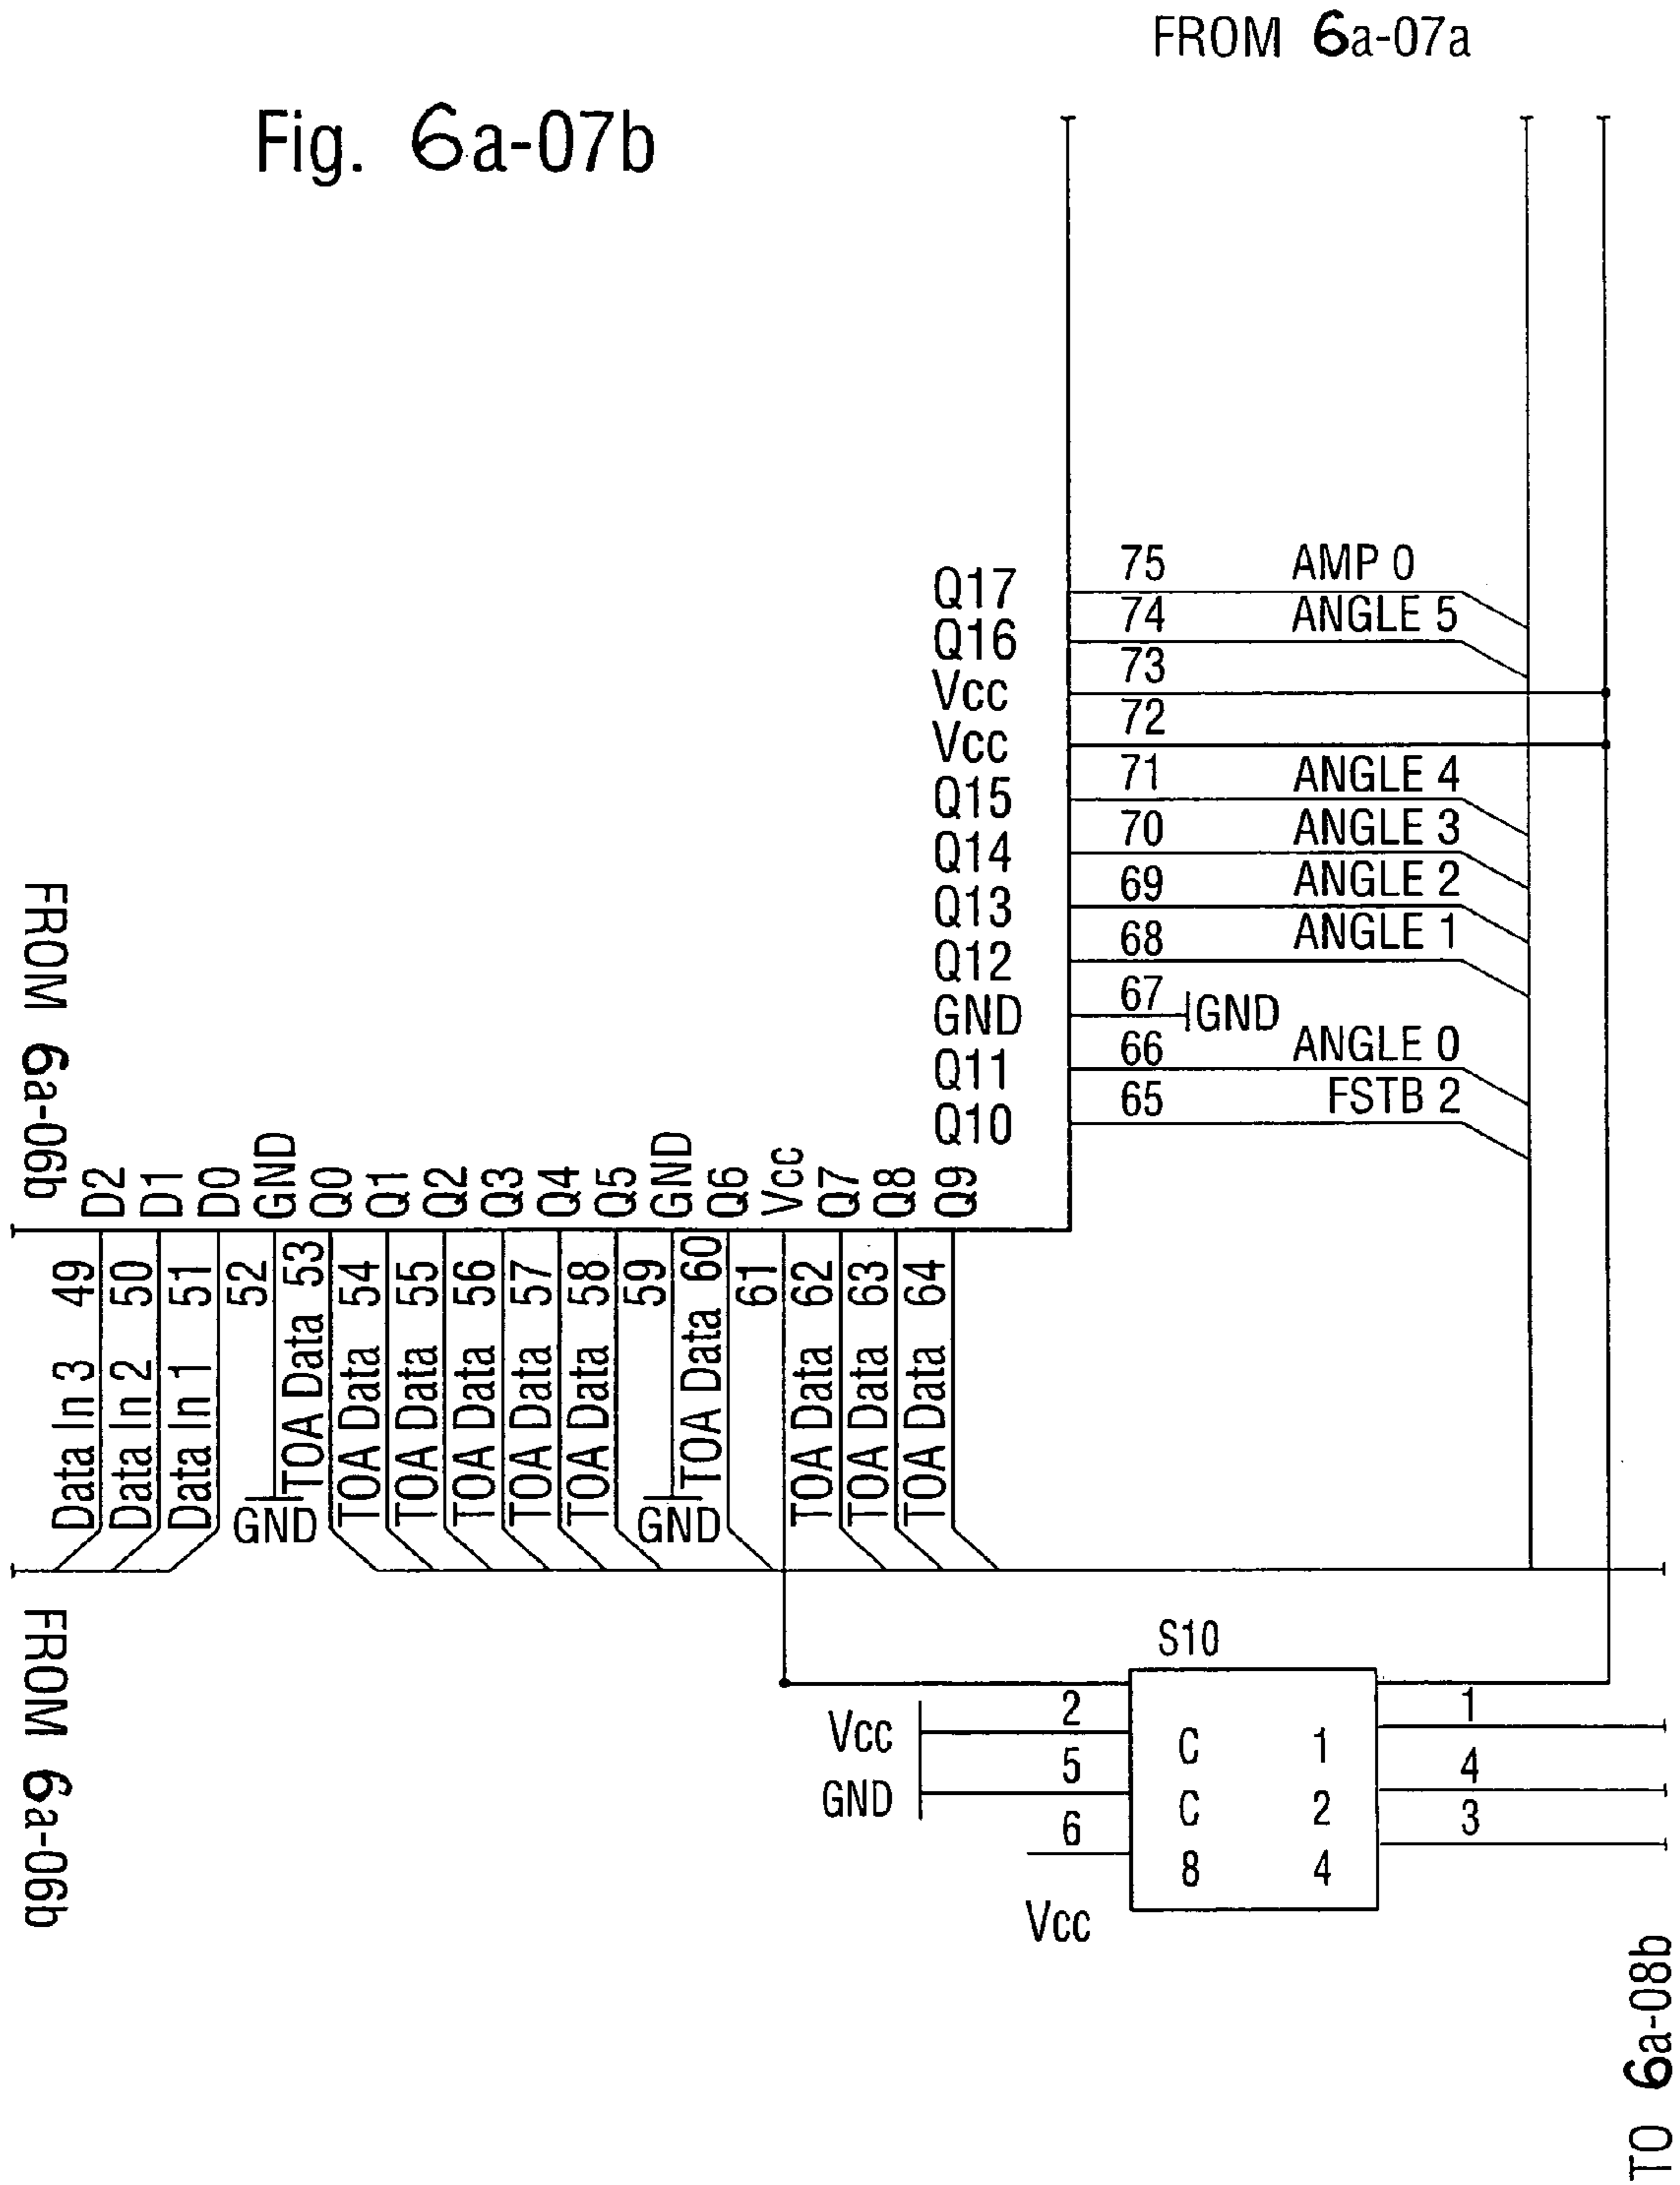 FROM 6a-07a
Fig. 6a-07b
Q17 75 AMP 0
Q16 74 ANGLE 5
Vcc 73
Vcc 72
Q15 71 ANGLE 4
Q14 70 ANGLE 3
Q13 69 ANGLE 2
Q12 68 ANGLE 1
GND 67 GND
Q11 66 ANGLE 0
Q10 65 FSTB 2
FROM 6a-06b
D2 49 Data In 3
D1 50 Data In 2
D0 51 Data In 1
GND 52 GND
Q0 53 TOA Data
Q1 54 TOA Data
Q2 55 TOA Data
Q3 56 TOA Data
Q4 57 TOA Data
Q5 58 TOA Data
GND 59 GND
Q6 60 TOA Data
Vcc 61
Q7 62 TOA Data
Q8 63 TOA Data
Q9 64 TOA Data
FROM 6a-06b
S10
Vcc 2 C 1 1
GND 5 C 2 4
6 8 4 3
Vcc
TO 6a-08b